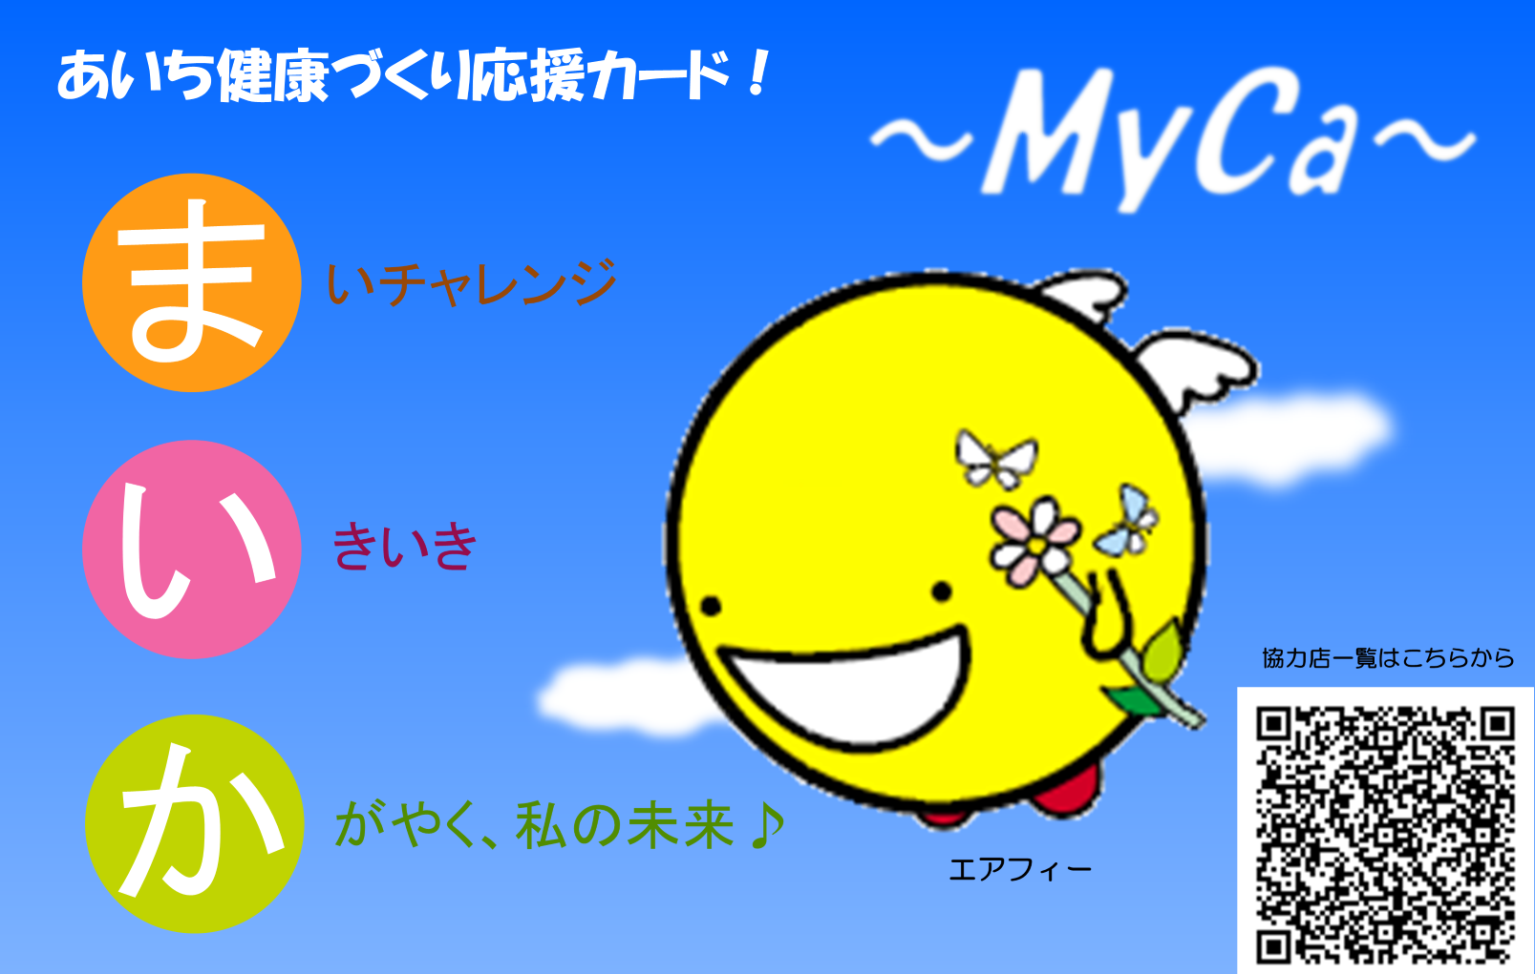 あいち健康づくり応援カード！
～MyCa～
まいチャレンジ
いきいき
かがやく、私の未来♪
エアフィー
協力店一覧はこちらから